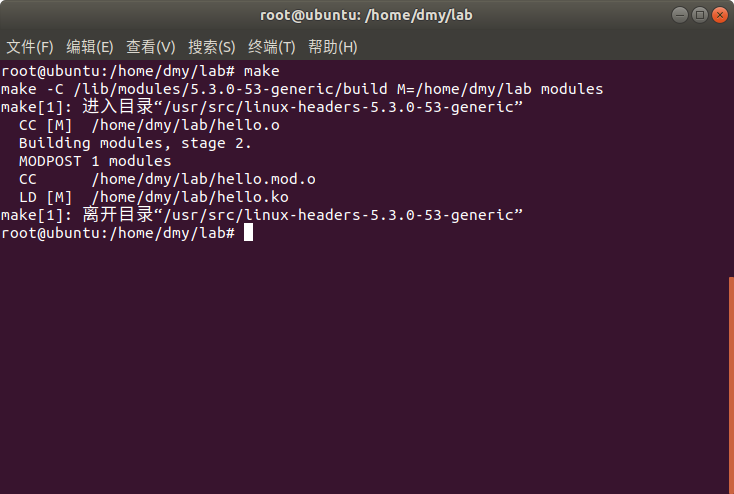 root@ubuntu: /home/dmy/lab
文件(F) 编辑(E) 查看(V) 搜索(S) 终端(T) 帮助(H)
root@ubuntu:/home/dmy/lab# make
make -C /lib/modules/5.3.0-53-generic/build M=/home/dmy/lab modules
make[1]: 进入目录“/usr/src/linux-headers-5.3.0-53-generic”
  CC [M]  /home/dmy/lab/hello.o
  Building modules, stage 2.
  MODPOST 1 modules
  CC      /home/dmy/lab/hello.mod.o
  LD [M]  /home/dmy/lab/hello.ko
make[1]: 离开目录“/usr/src/linux-headers-5.3.0-53-generic”
root@ubuntu:/home/dmy/lab#